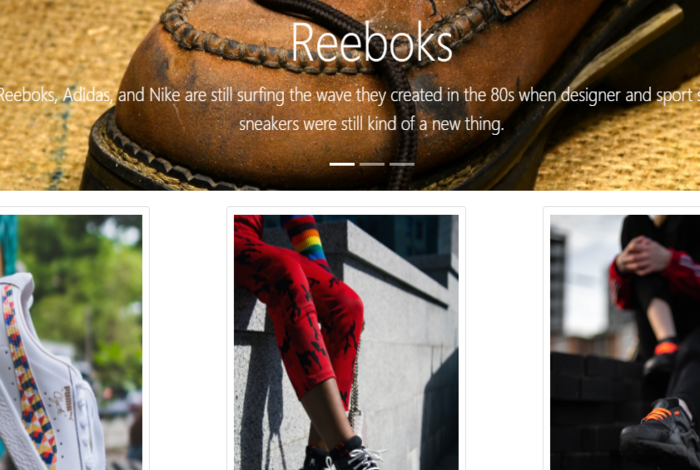 Reeboks
Reeboks, Adidas, and Nike are still surfing the wave they created in the 80s when designer and sport
sneakers were still kind of a new thing.